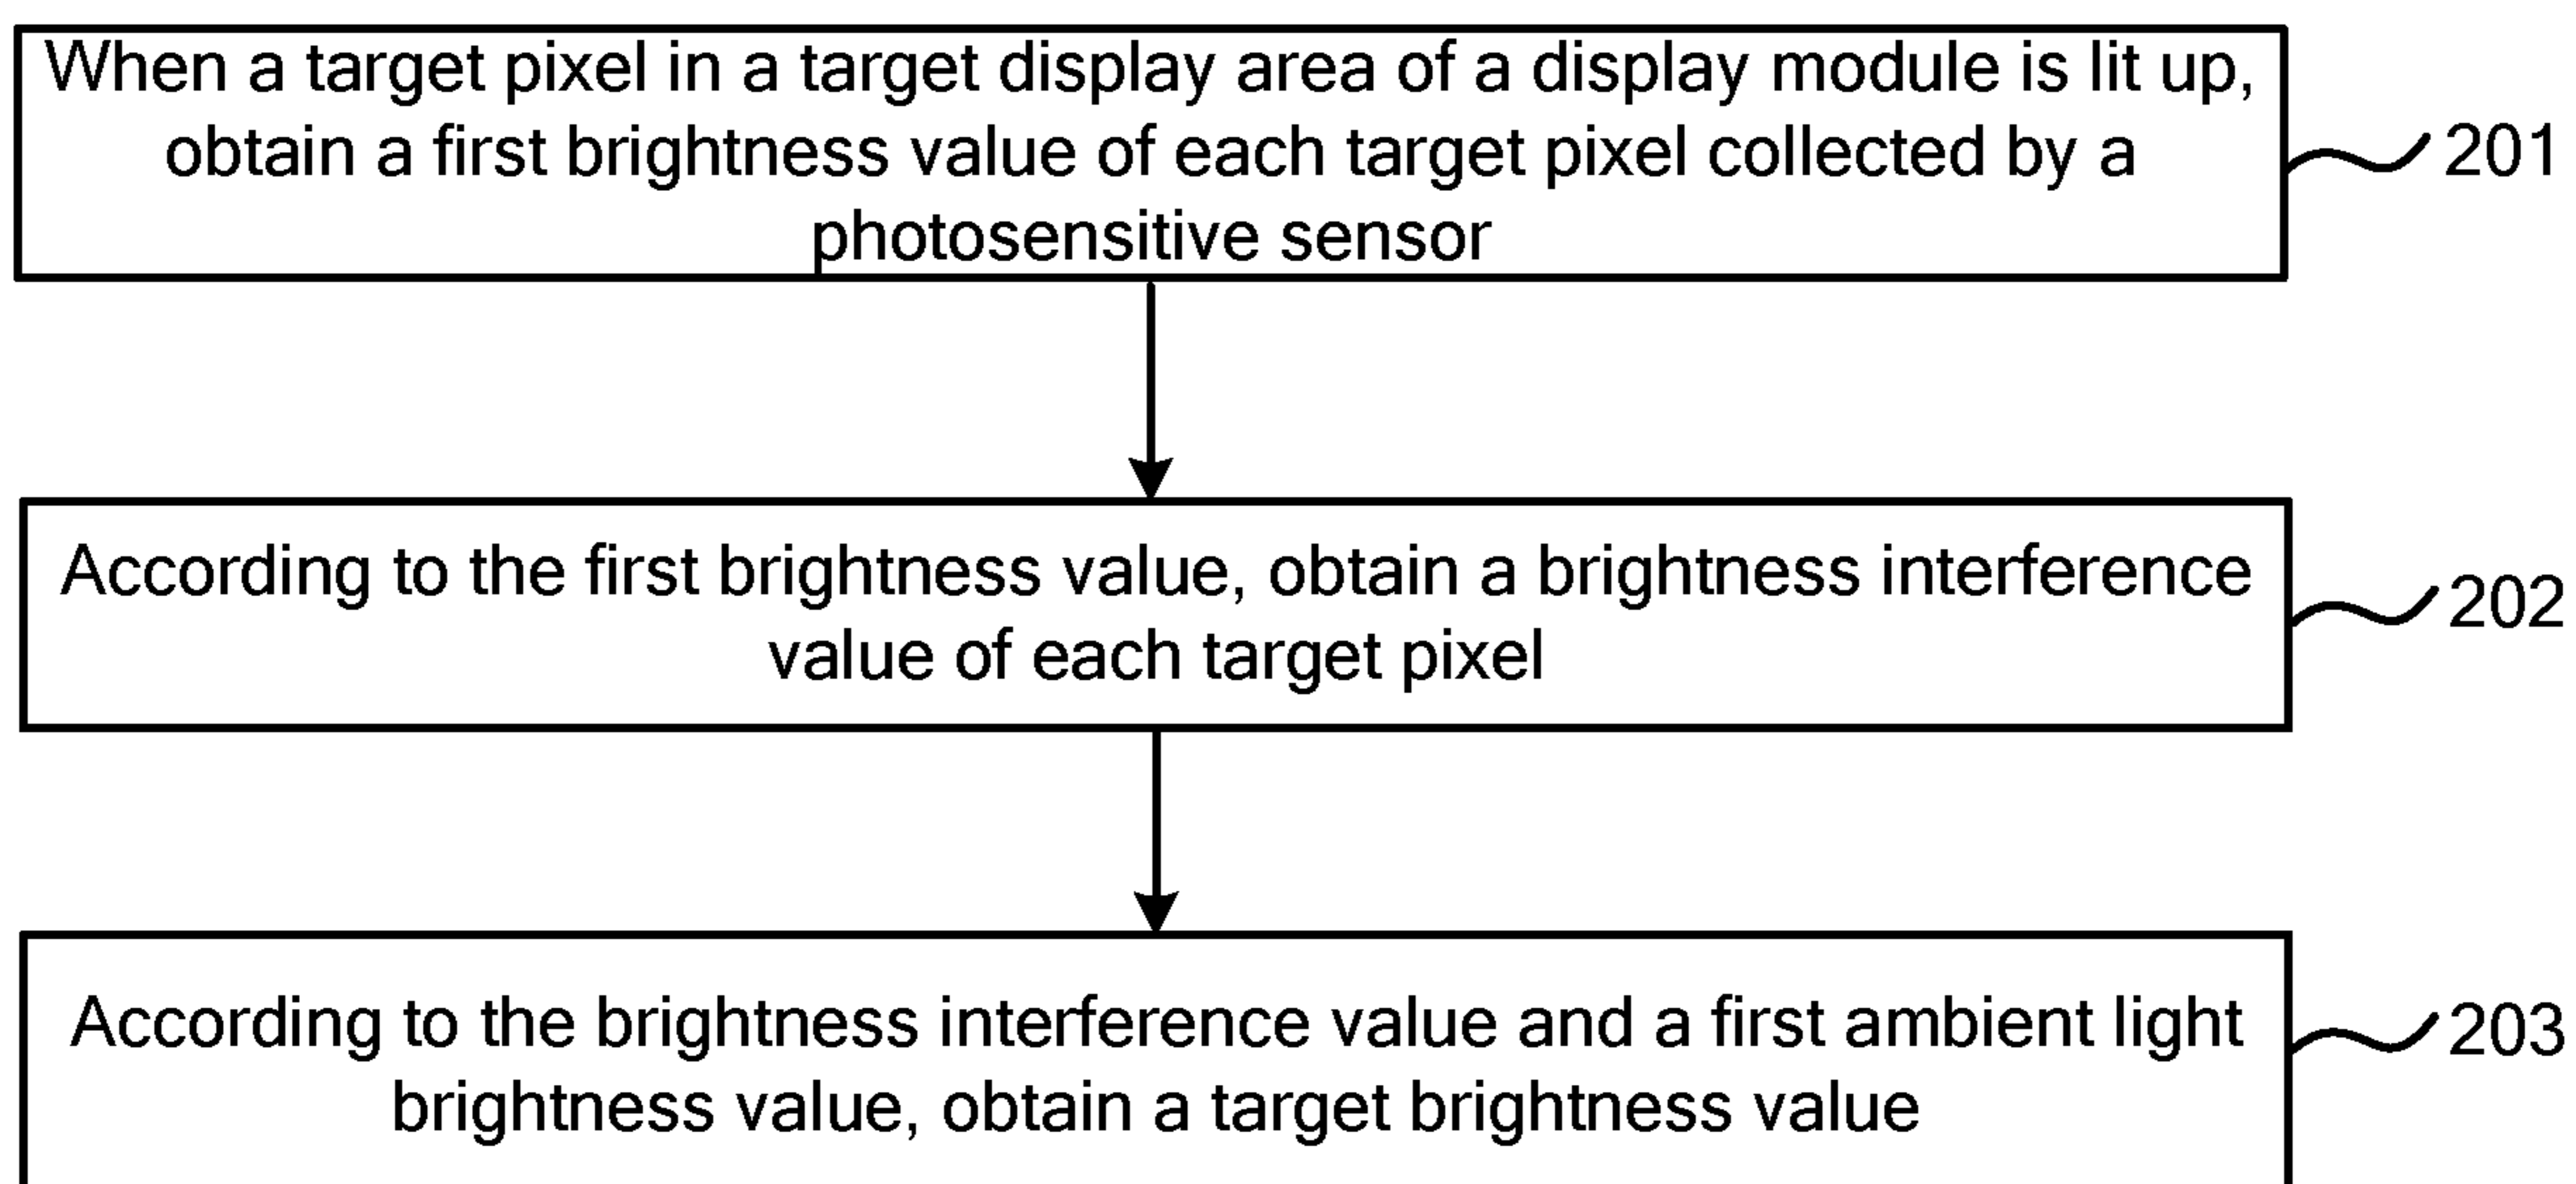 When a target pixel in a target display area of a display module is lit up,
obtain a first brightness value of each target pixel collected by a
photosensitive sensor
201
According to the first brightness value, obtain a brightness interference
value of each target pixel
202
According to the brightness interference value and a first ambient light
brightness value, obtain a target brightness value
203